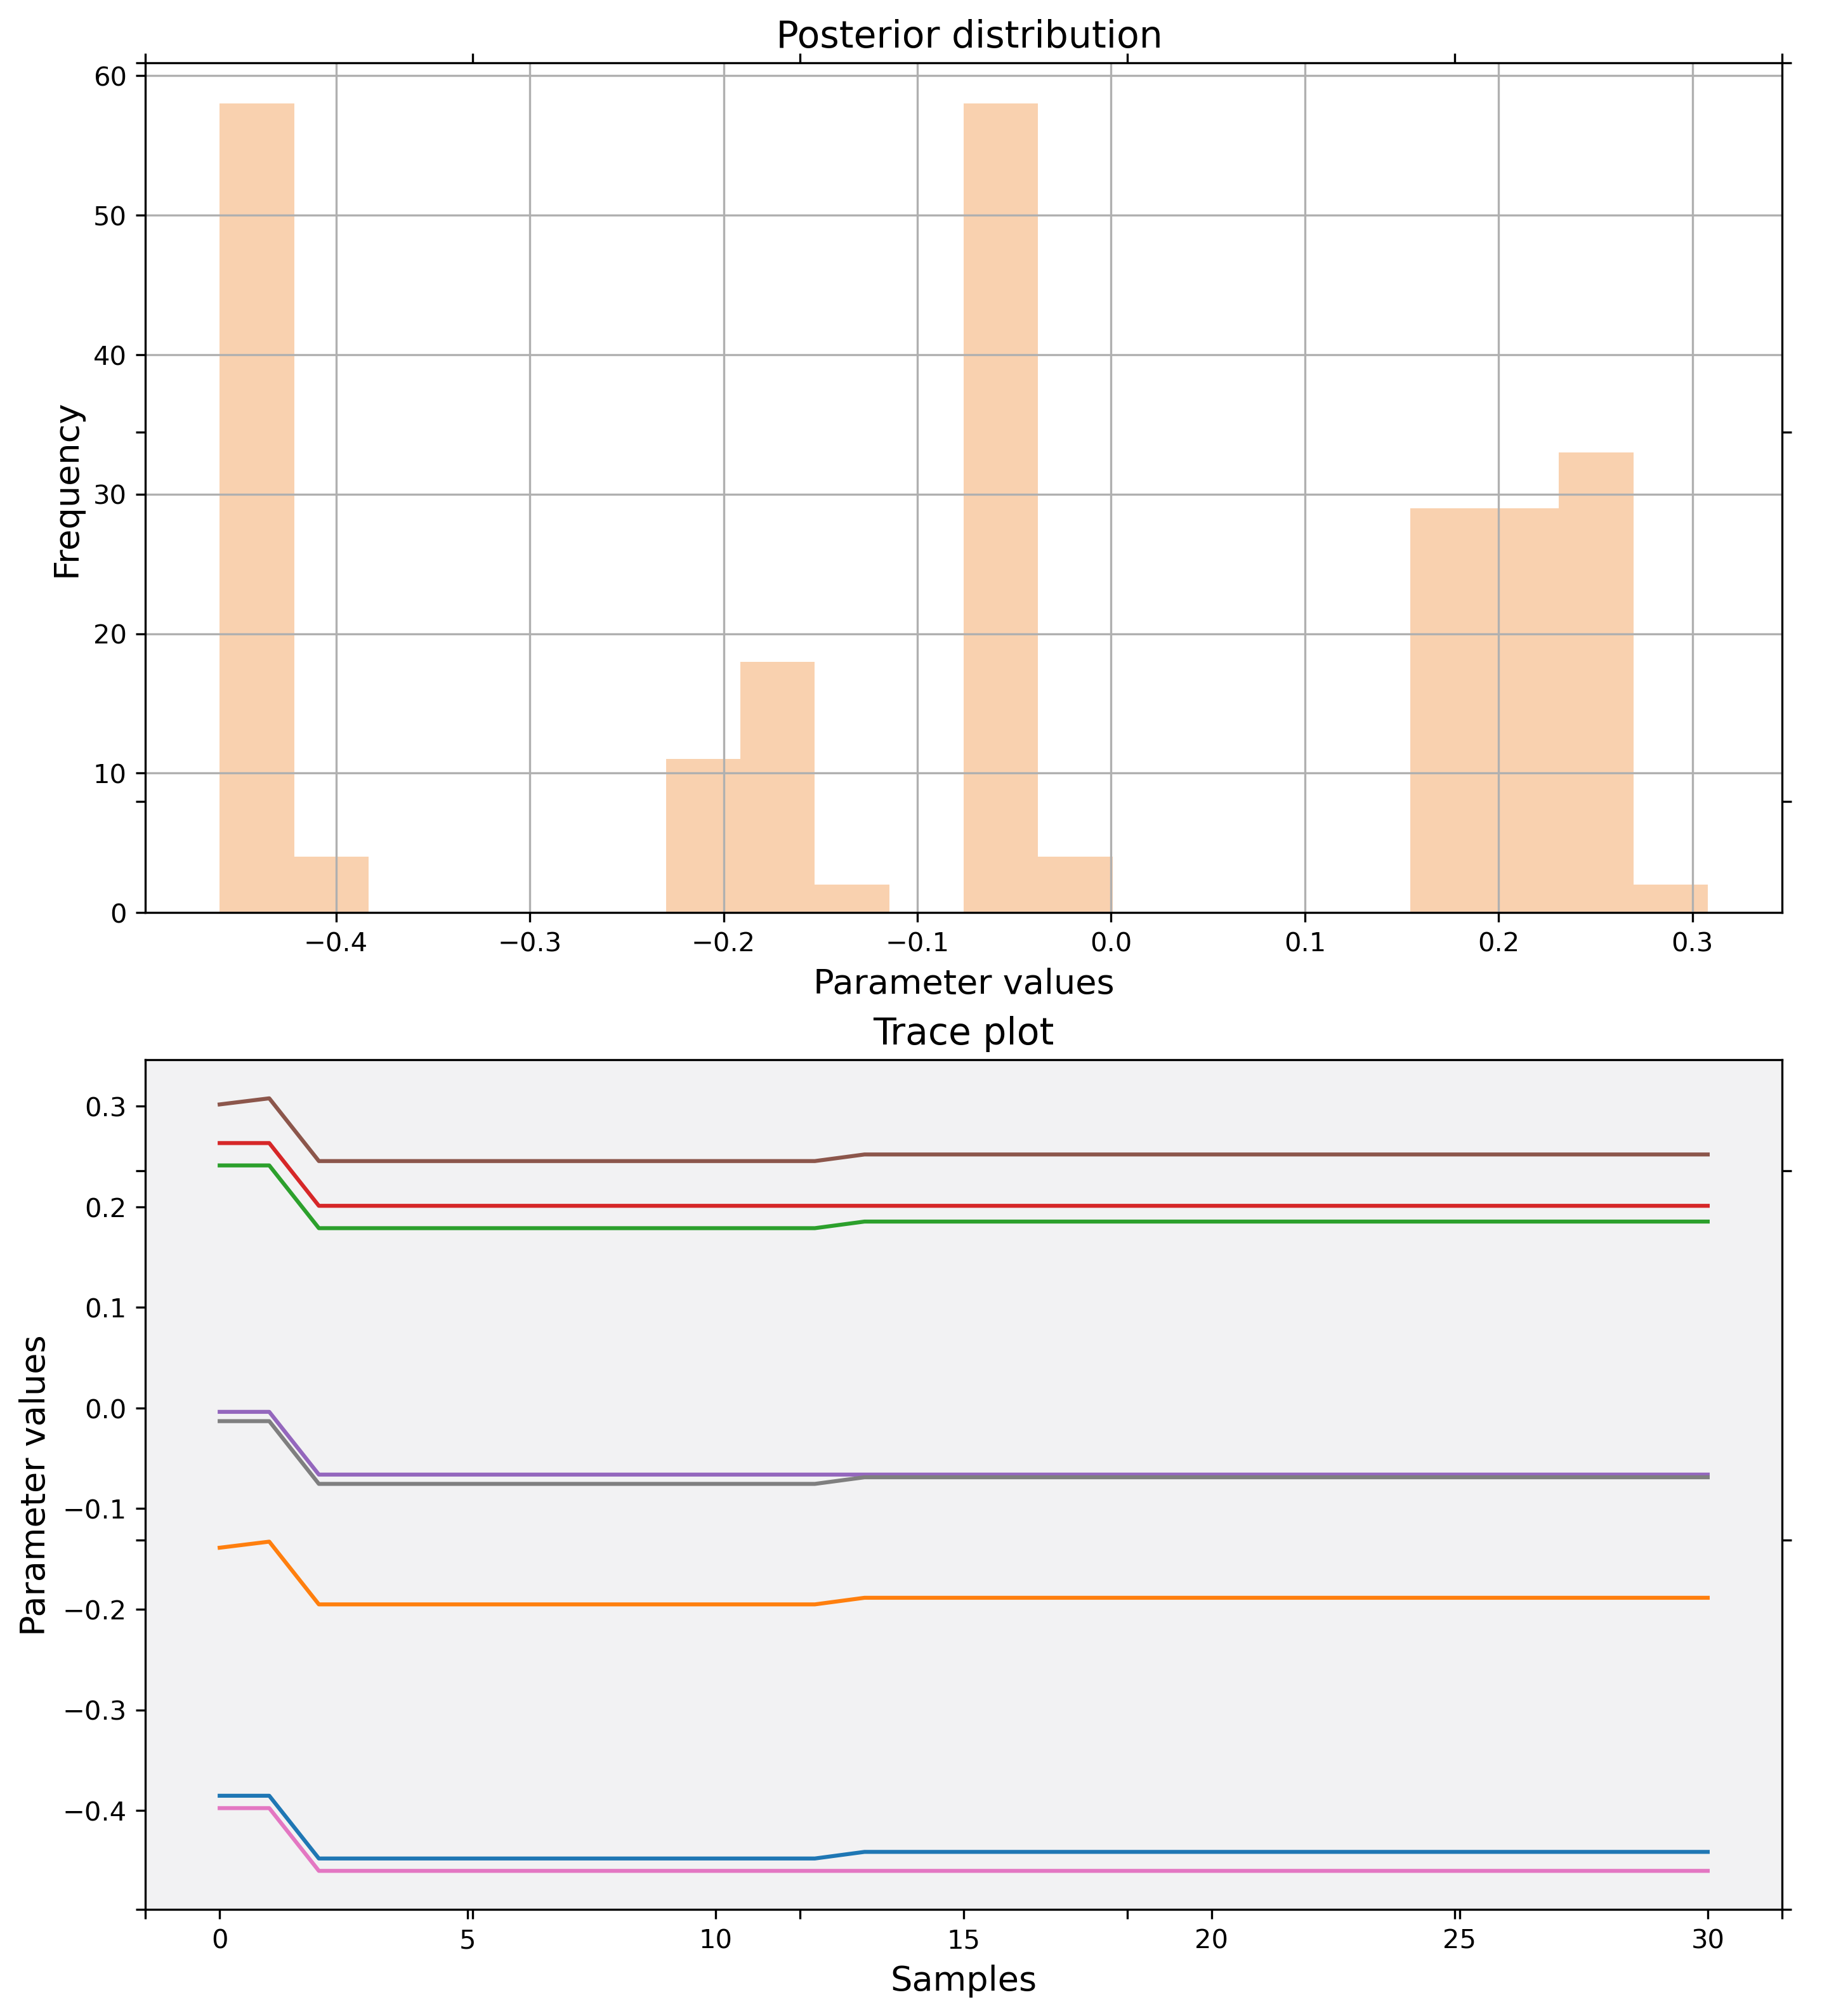 Posterior distribution
60
50
40
30
20
10
0
Frequency
−0.4 −0.3 −0.2 −0.1 0.0 0.1 0.2 0.3
Parameter values
Trace plot
0.3
0.2
0.1
0.0
−0.1
−0.2
−0.3
−0.4
Parameter values
0 5 10 15 20 25 30
Samples